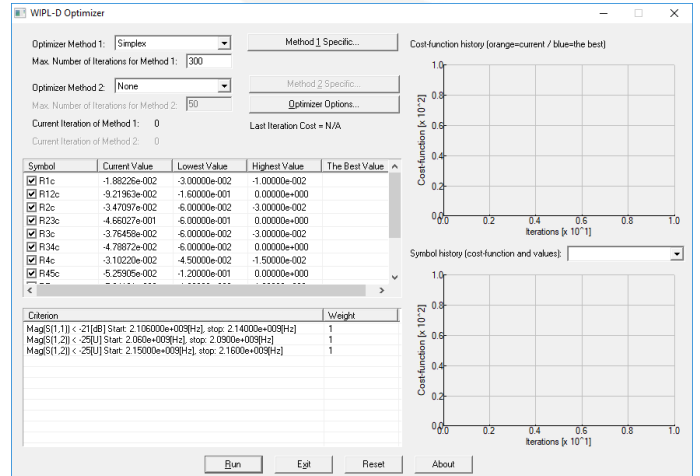 WIPL-D Optimizer
Optimizer Method 1: Simplex
Max. Number of Iterations for Method 1: 300
Optimizer Method 2: None
Max. Number of Iterations for Method 2: 50
Current Iteration of Method 1: 0
Current Iteration of Method 2: 0
Method 1 Specific...
Method 2 Specific...
Optimizer Options...
Last Iteration Cost = N/A
Symbol Current Value Lowest Value Highest Value The Best Value
R1c -1.88226e-002 -3.00000e-002 -1.00000e-002
R12c -9.21963e-002 -1.60000e-001 0.00000e+000
R2c -3.47097e-002 -6.00000e-002 -3.00000e-002
R23c -4.66027e-001 -6.00000e-001 0.00000e+000
R3c -3.76458e-002 -6.00000e-002 -3.00000e-002
R34c -4.78872e-002 -6.00000e-001 0.00000e+000
R4c -3.10220e-002 -4.50000e-002 -1.50000e-002
R45c -5.25905e-002 -1.20000e-001 0.00000e+000
Criterion Weight
Mag(S(1,1)) < -21[dB] Start: 2.106000e+009[Hz], stop: 2.14000e+009[Hz] 1
Mag(S(1,2)) < -25[U] Start: 2.060e+009[Hz], stop: 2.0900e+009[Hz] 1
Mag(S(1,2)) < -25[U] Start: 2.15000e+009[Hz], stop: 2.1600e+009[Hz] 1
Cost-function history (orange=current / blue=the best)
Cost-function [x 10^2]
1.0
0.8
0.6
0.4
0.2
0.0
0.0 0.2 0.4 0.6 0.8 1.0
Iterations [x 10^1]
Symbol history (cost-function and values):
Cost-function [x 10^2]
1.0
0.8
0.6
0.4
0.2
0.0
0.0 0.2 0.4 0.6 0.8 1.0
Iterations [x 10^1]
Run Exit Reset About